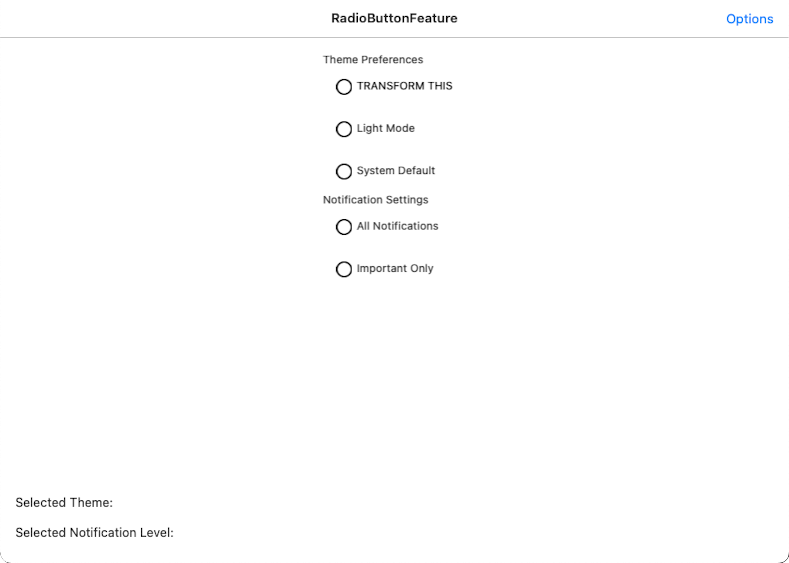 RadioButtonFeature
Options
Theme Preferences
TRANSFORM THIS
Light Mode
System Default
Notification Settings
All Notifications
Important Only
Selected Theme:
Selected Notification Level: